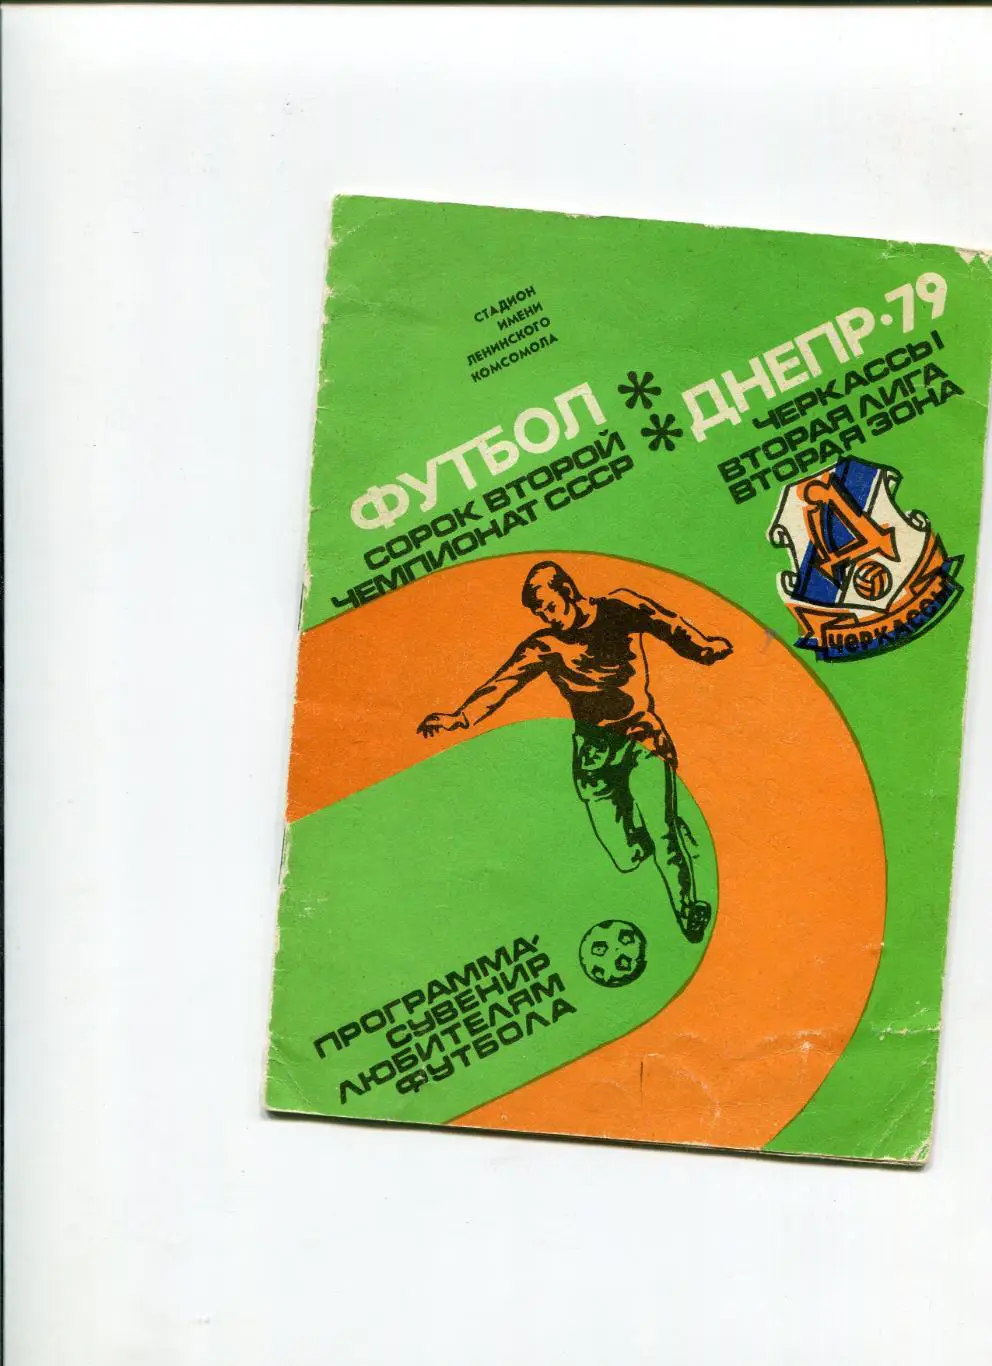 СТАДИОН
ИМЕНИ
ЛЕНИНСКОГО
КОМСОМОЛА
ФУТБОЛ * ДНЕПР·79
СОРОК ВТОРОЙ * ЧЕРКАССЫ
ЧЕМПИОНАТ СССР
ВТОРАЯ ЛИГА
ВТОРАЯ ЗОНА
Д
ЧЕРКАССЫ
ПРОГРАММА-
СУВЕНИР
ЛЮБИТЕЛЯМ
ФУТБОЛА